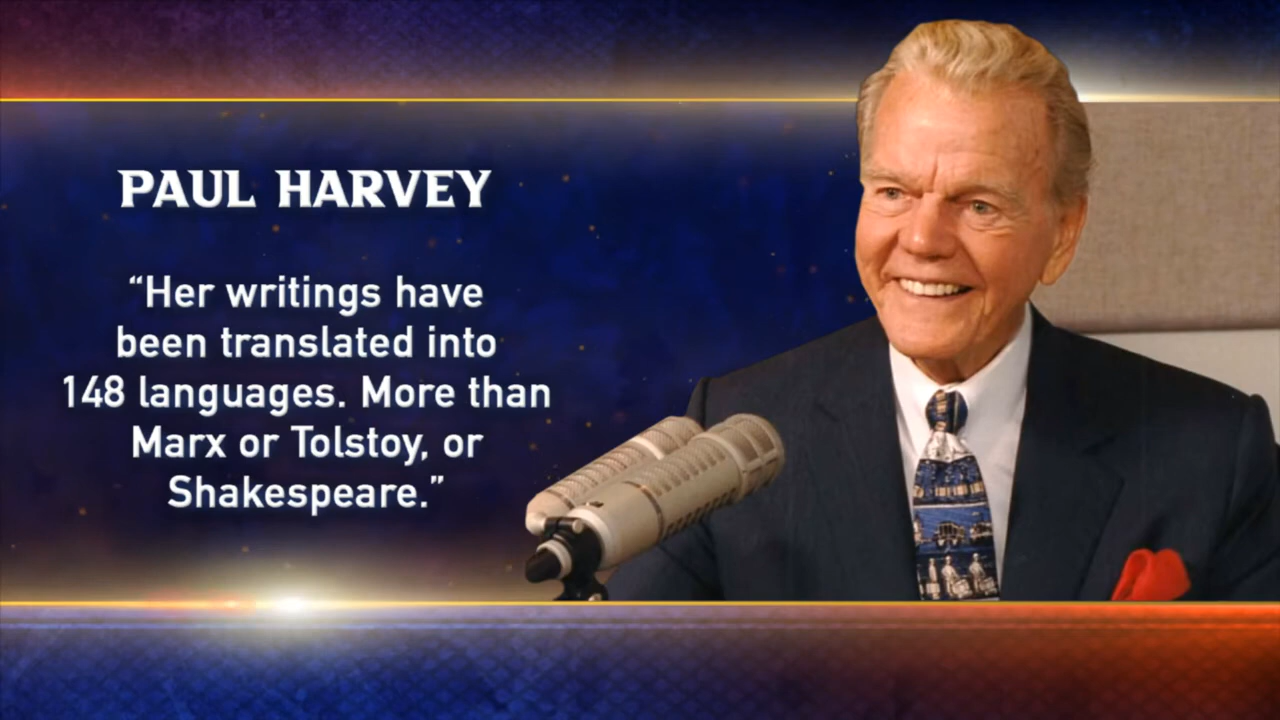 PAUL HARVEY
“Her writings have
been translated into
148 languages. More than
Marx or Tolstoy, or
Shakespeare.”